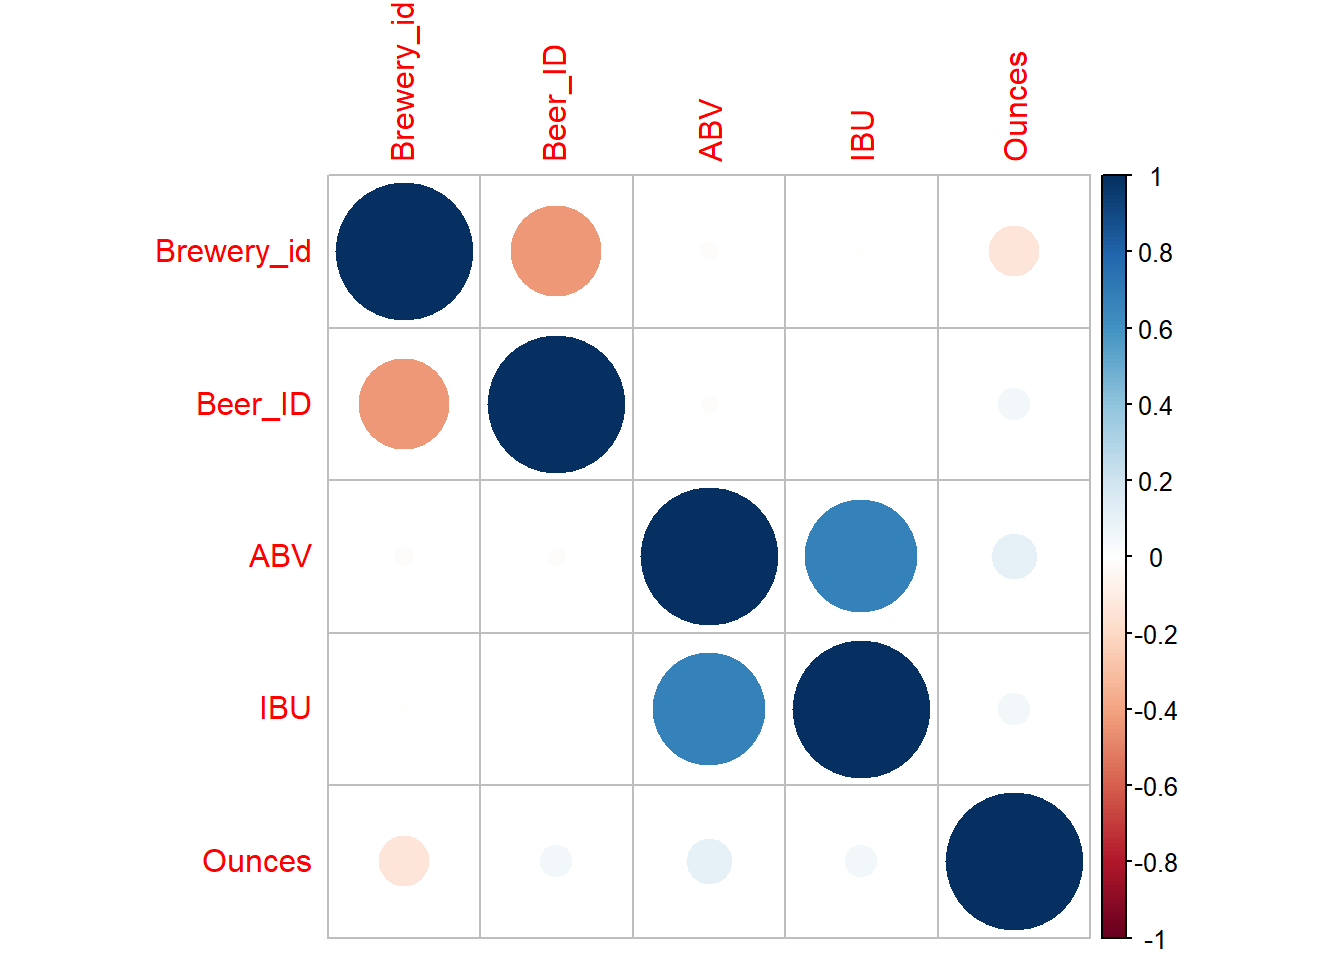 Brewery_id
Beer_ID
ABV
IBU
Ounces
Brewery_id
Beer_ID
ABV
IBU
Ounces
1
0.8
0.6
0.4
0.2
0
-0.2
-0.4
-0.6
-0.8
-1